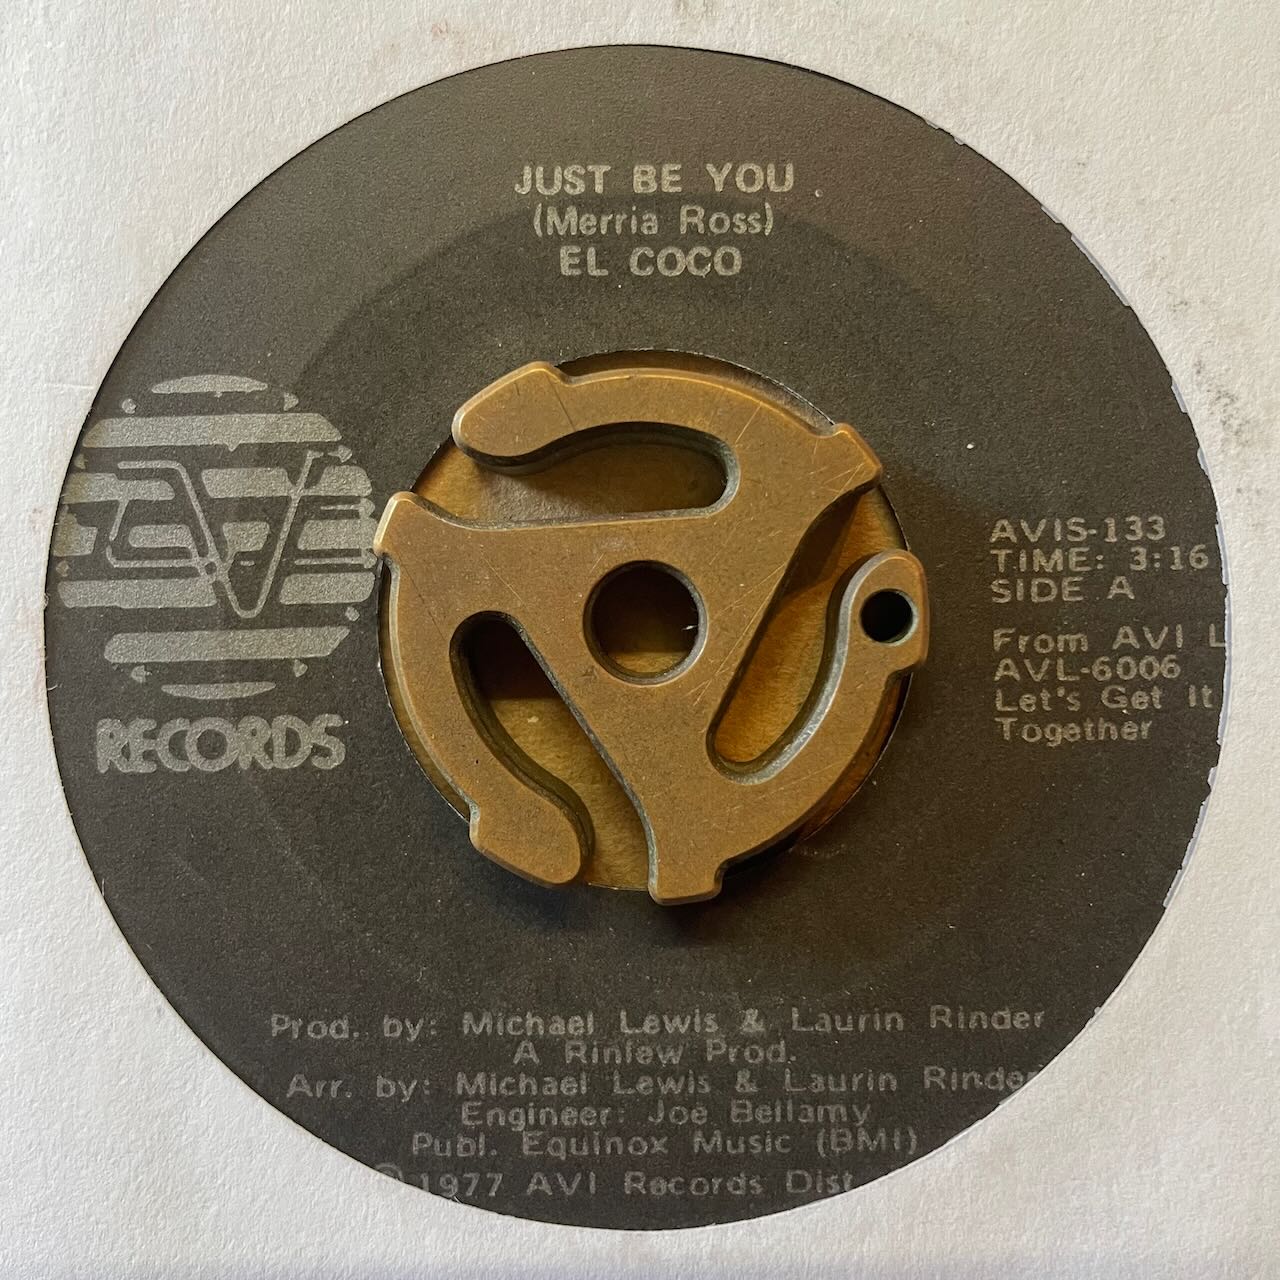 JUST BE YOU
(Merria Ross)
EL COCO
AVI
RECORDS
AVIS-133
TIME: 3:16
SIDE A
From AVI L
AVL-6006
Let's Get It
Together
Prod. by: Michael Lewis & Laurin Rinder
A Rinlew Prod.
Arr. by: Michael Lewis & Laurin Rinder
Engineer: Joe Bellamy
Publ. Equinox Music (BMI)
℗ 1977 AVI Records Dist